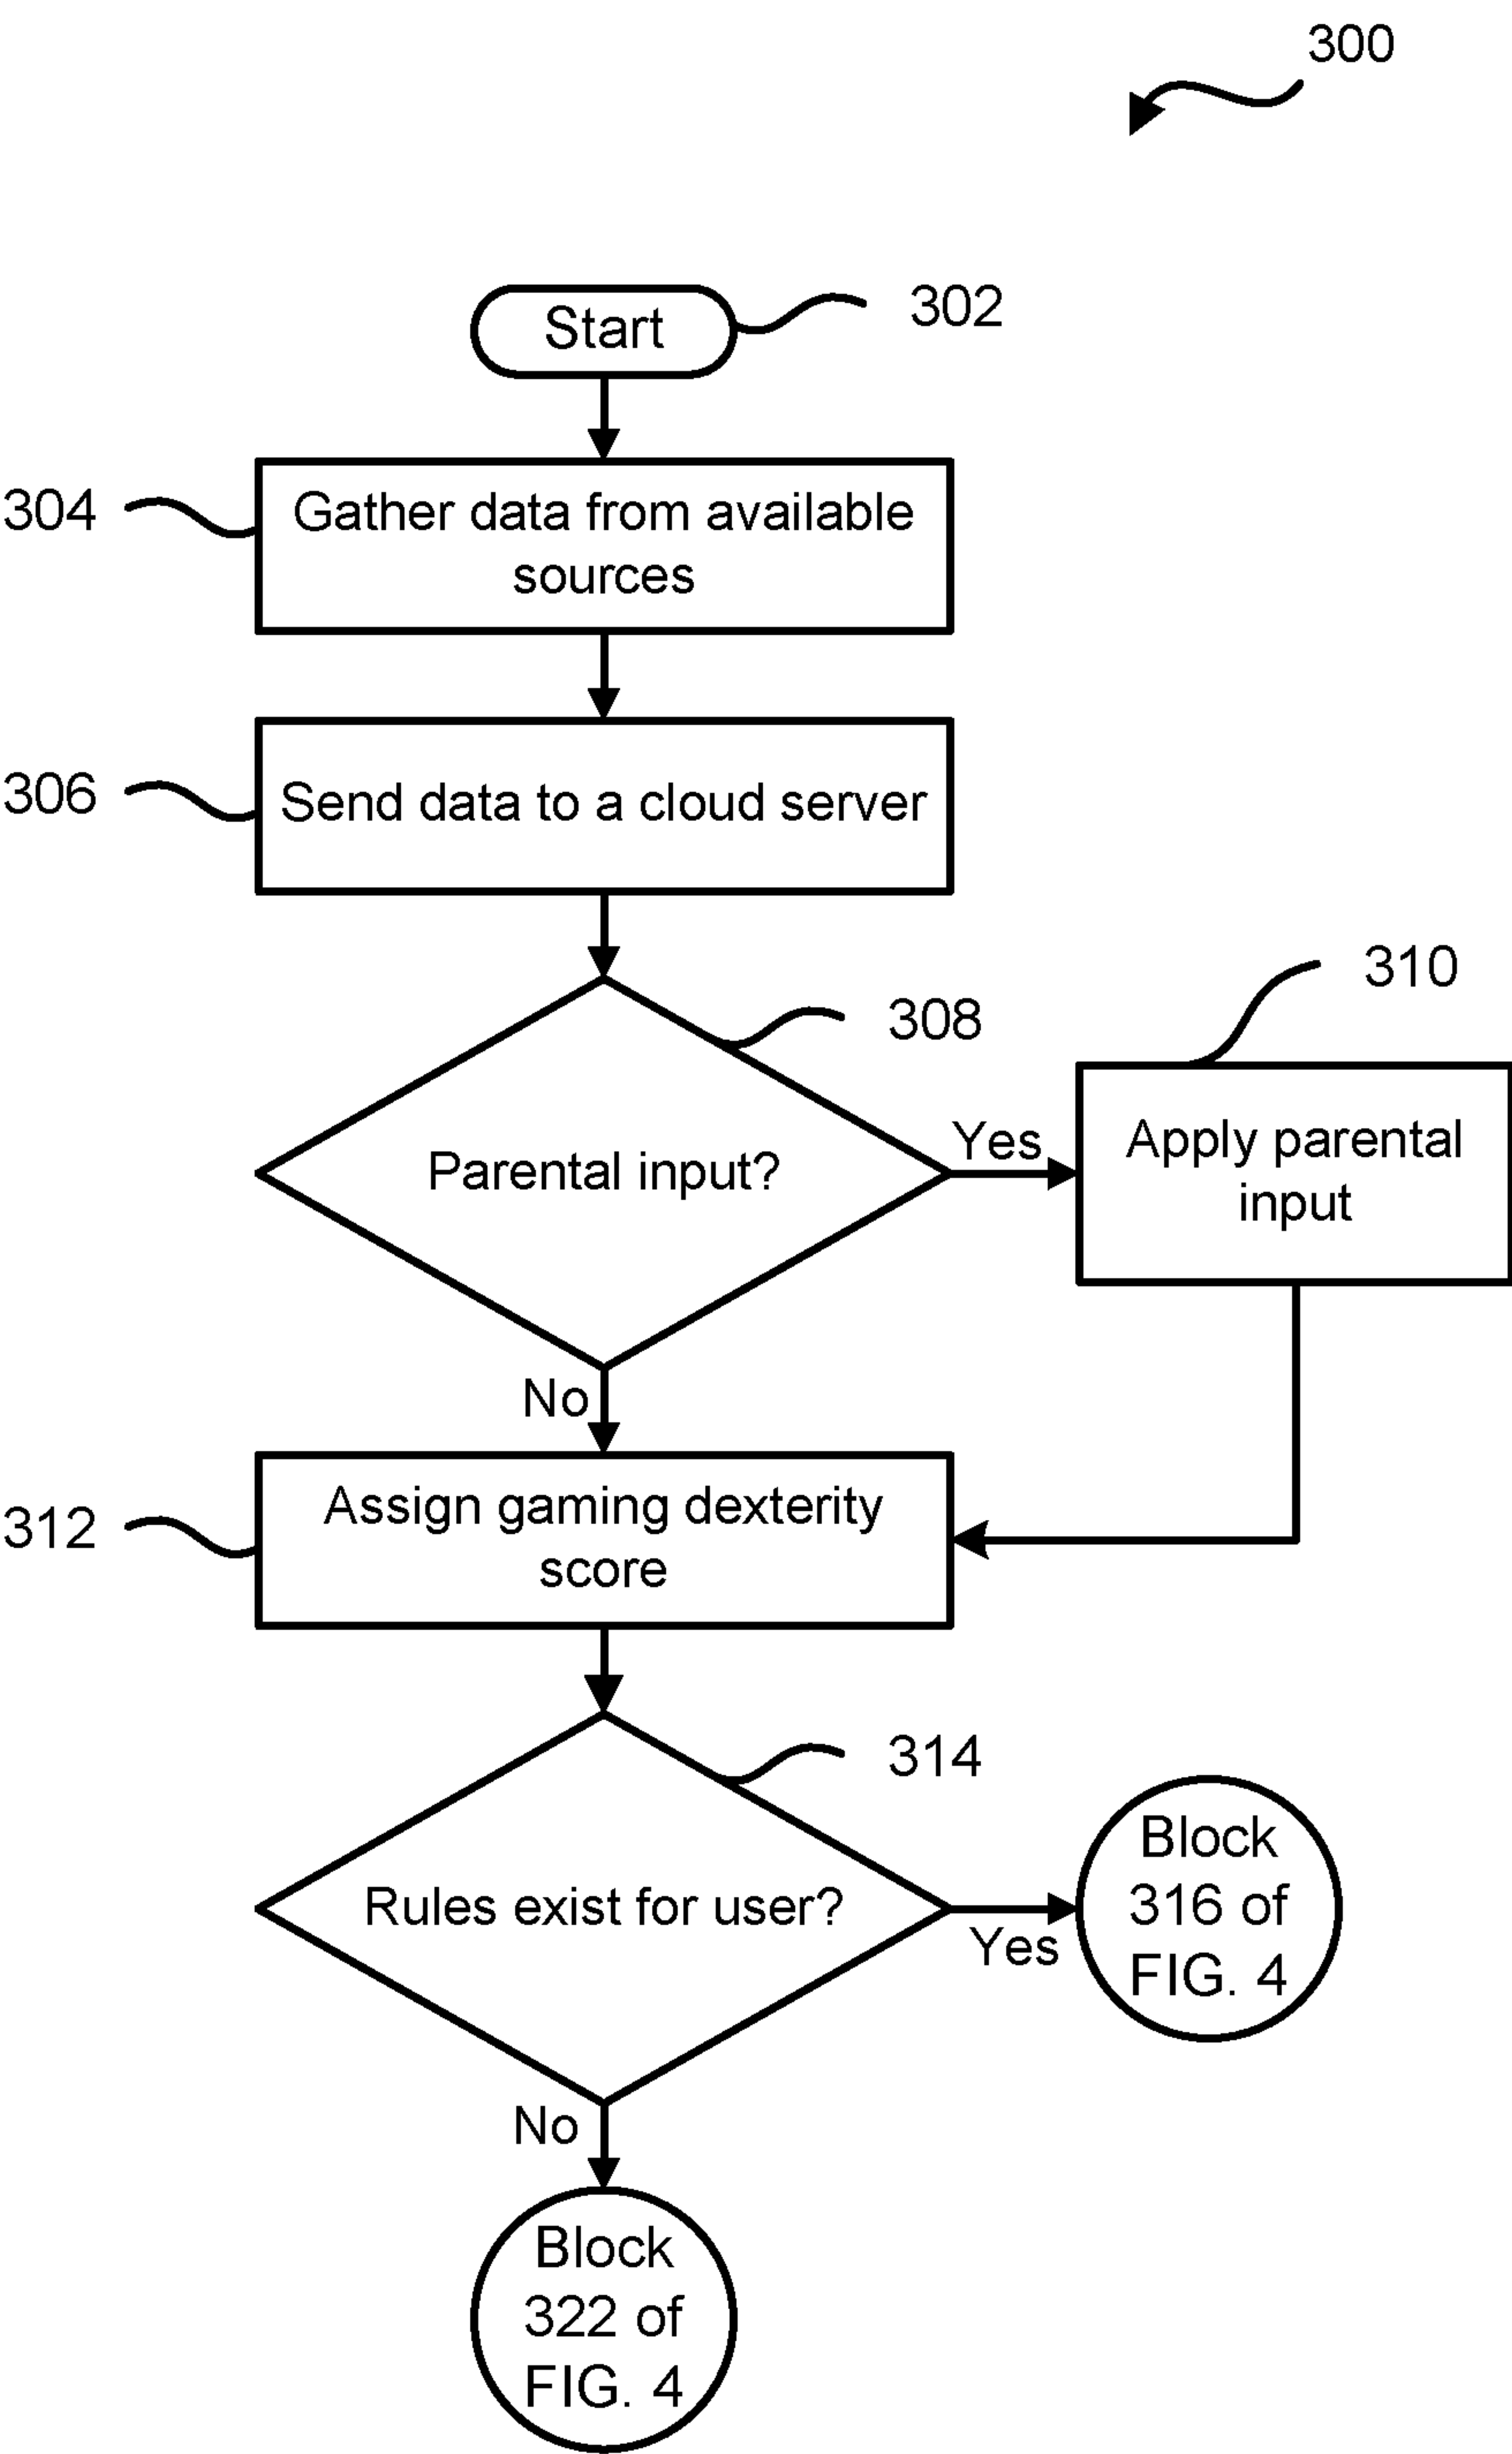 300
Start
302
304
Gather data from available
sources
306
Send data to a cloud server
308
310
Parental input?
Yes
Apply parental
input
No
312
Assign gaming dexterity
score
314
Rules exist for user?
Yes
Block
316 of
FIG. 4
No
Block
322 of
FIG. 4